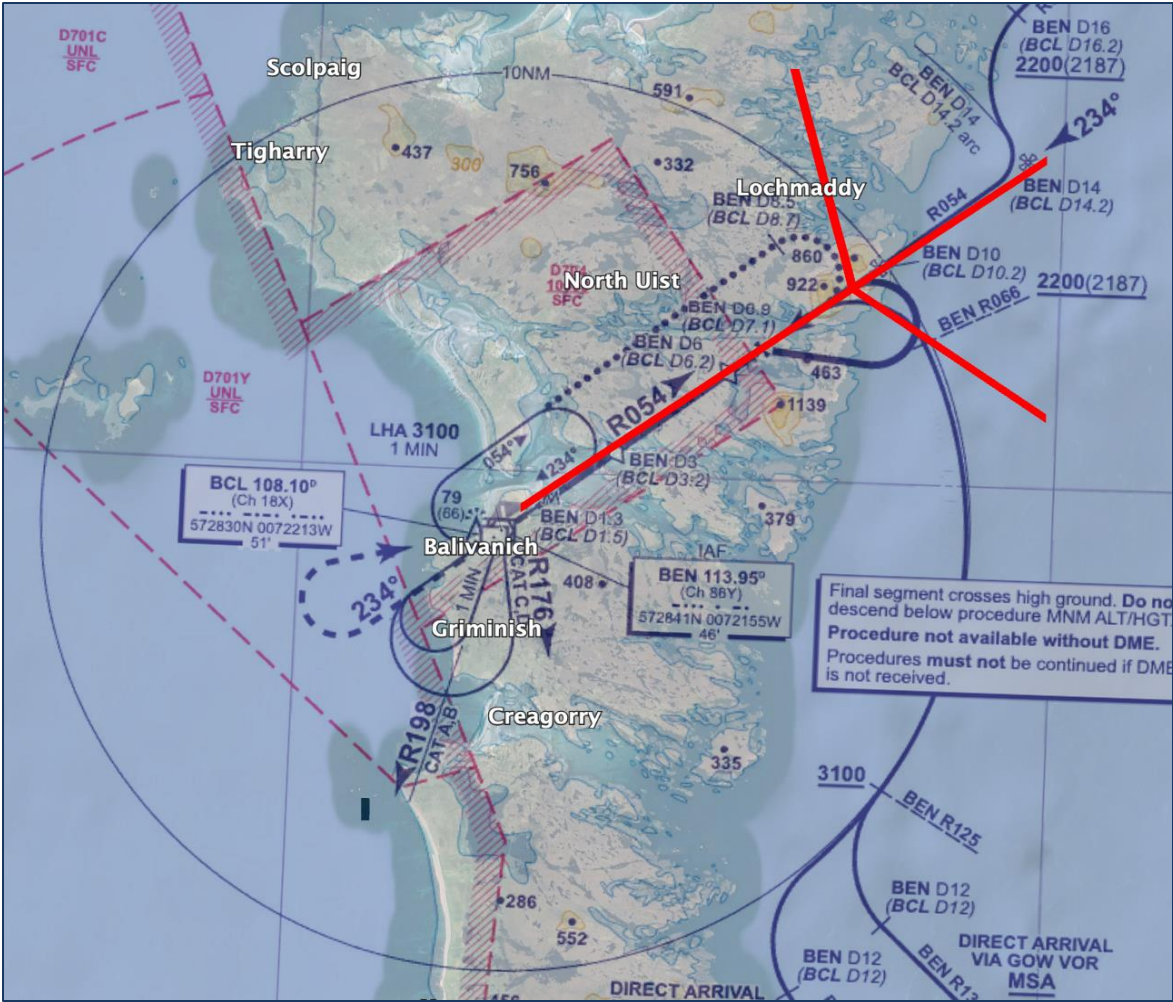 D701C
UNL
SFC
Scolpaig
10NM
591
BEN D16
(BCL D16.2)
2200(2187)
BEN D14
BCL D14.2 arc
234°
437
300
Tigharry
756
332
Lochmaddy
BEN D8.5
(BCL D8.7)
R054
BEN D14
(BCL D14.2)
860
BEN D10
(BCL D10.2)
2200(2187)
North Uist
SFC
922
BEN D6.9
(BCL D7.1)
BEN R066
BEN D6
(BCL D6.2)
463
D701Y
UNL
SFC
1139
R054
LHA 3100
1 MIN
054°
234°
BEN D3
(BCL D3.2)
BCL 108.10ᴰ
(Ch 18X)
572830N 0072213W
51'
79
(66)
BEN D1.3
(BCL D1.5)
379
Balivanich
IAF
BEN 113.95ᴰ
(Ch 86Y)
572841N 0072155W
46'
408
R176
CAT C,D
1 MIN
234°
Final segment crosses high ground. Do no
descend below procedure MNM ALT/HGT.
Procedure not available without DME.
Procedures must not be continued if DME
is not received.
Griminish
Creagorry
R198
CAT A,B
335
3100
BEN R125
286
552
BEN D12
(BCL D12)
BEN D12
(BCL D12)
BEN R13
DIRECT ARRIVAL
VIA GOW VOR
MSA
DIRECT ARRIVAL